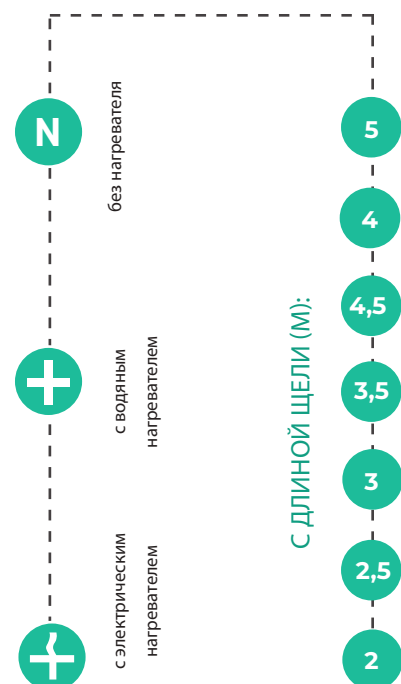 N
без нагревателя
с водяным
нагревателем
с электрическим
нагревателем
С ДЛИНОЙ ЩЕЛИ (М):
5
4
4,5
3,5
3
2,5
2